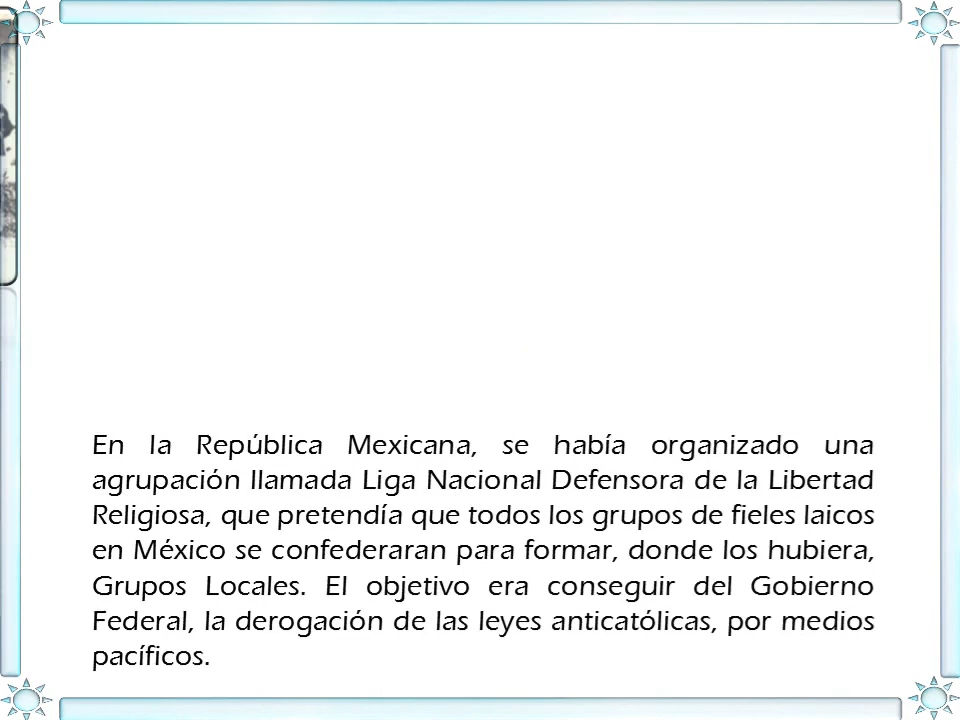 En la República Mexicana, se había organizado una
agrupación llamada Liga Nacional Defensora de la Libertad
Religiosa, que pretendía que todos los grupos de fieles laicos
en México se confederaran para formar, donde los hubiera,
Grupos Locales. El objetivo era conseguir del Gobierno
Federal, la derogación de las leyes anticatólicas, por medios
pacíficos.